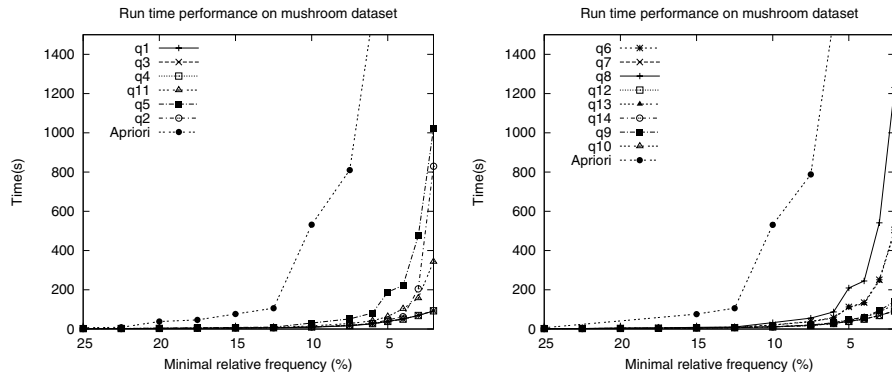 Run time performance on mushroom dataset
1400
1200
1000
800
600
400
200
0
Time(s)
q1
q3
q4
q11
q5
q2
Apriori
25
20
15
10
5
Minimal relative frequency (%)
Run time performance on mushroom dataset
1400
1200
1000
800
600
400
200
0
Time(s)
q6
q7
q8
q12
q13
q14
q9
q10
Apriori
25
20
15
10
5
Minimal relative frequency (%)